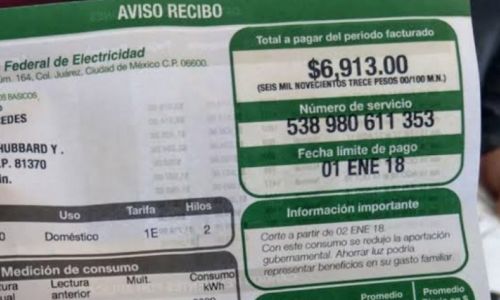 AVISO RECIBO
Federal de Electricidad
úm. 164, Col. Juárez, Ciudad de México C.P. 06600.
BASICOS
EDES
HUBBARD Y .
.P. 81370
in.
Total a pagar del periodo facturado
$6,913.00
(SEIS MIL NOVECIENTOS TRECE PESOS 00/100 M.N.)
Número de servicio
538 980 611 353
Fecha límite de pago
01 ENE 18
Uso Tarifa Hilos
0 Doméstico 1E 2
Información importante
Corte a partir de 02 ENE 18.
Con este consumo se redujo la aportación
gubernamental. Ahorrar luz podría
representar beneficios en su gasto familiar.
Medición de consumo
Lectura anterior Mult. Consumo kWh
Promedio Promedio